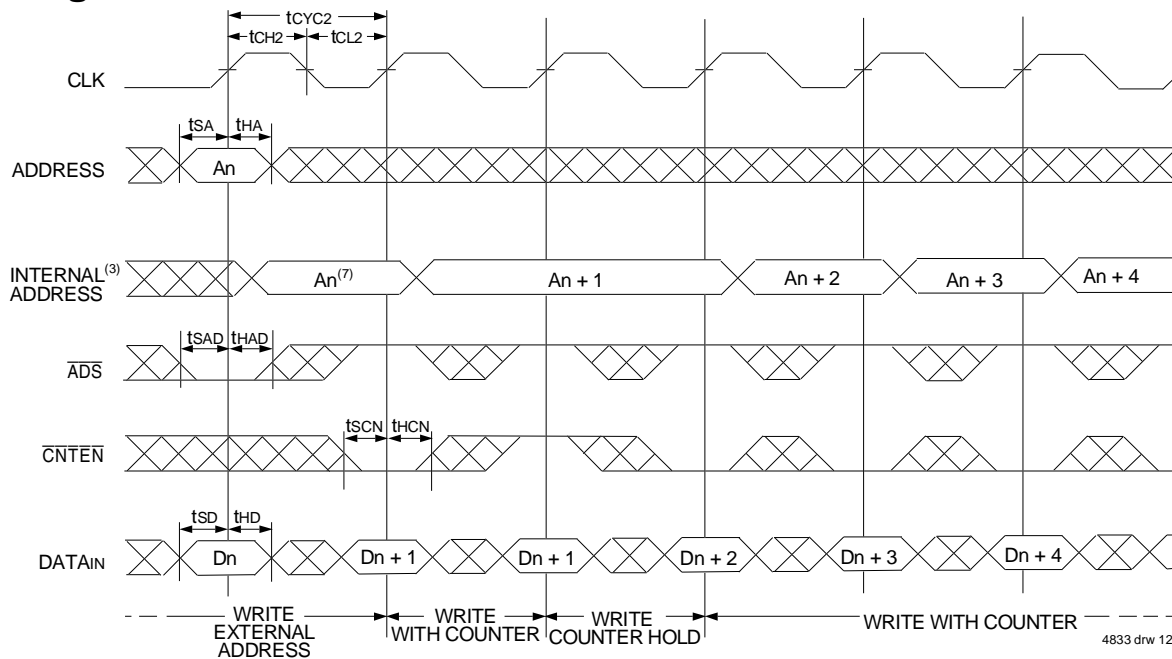 tCYC2
tCH2 tCL2
CLK
tSA tHA
ADDRESS An
INTERNAL(3)
ADDRESS
An(7) An + 1 An + 2 An + 3 An + 4
tSAD tHAD
ADS
tSCN tHCN
CNTEN
tSD tHD
DATAIN Dn Dn + 1 Dn + 1 Dn + 2 Dn + 3 Dn + 4
WRITE
EXTERNAL
ADDRESS
WRITE
WITH COUNTER
WRITE
COUNTER HOLD
WRITE WITH COUNTER
4833 drw 12